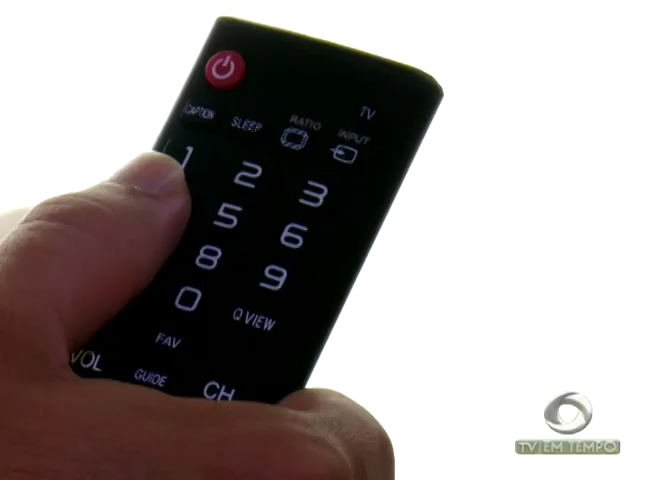 TV
CAPTION SLEEP RATIO INPUT
1 2 3
5 6
8 9
0 Q VIEW
FAV
VOL GUIDE CH
TV EM TEMPO